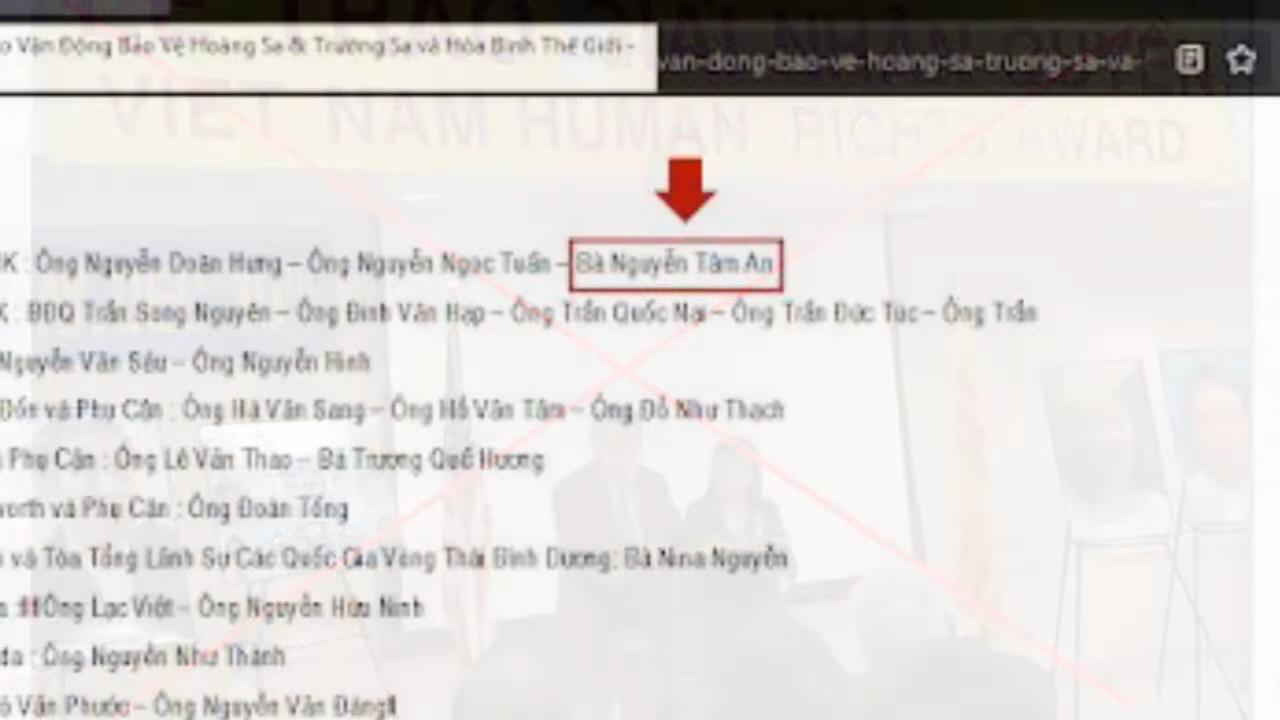 o Vận Động Bảo Vệ Hoàng Sa & Trường Sa và Hòa Bình Thế Giới -
van-dong-bao-ve-hoang-sa-truong-sa-va-
VIET NAM HUMAN RIGHTS AWARD
K : Ông Nguyễn Doãn Hưng – Ông Nguyễn Ngọc Tuấn – Bà Nguyễn Tâm An
K : BĐQ Trần Song Nguyên – Ông Đinh Văn Hạp – Ông Trần Quốc Nại – Ông Trần Đức Túc – Ông Trần
Nguyễn Văn Sáu – Ông Nguyễn Hinh
Đốn và Phụ Cận : Ông Hà Văn Sang – Ông Hồ Văn Tâm – Ông Đỗ Như Thạch
Phụ Cận : Ông Lê Văn Thao – Bà Trương Quế Hương
worth và Phụ Cận : Ông Đoàn Tống
và Tòa Tổng Lãnh Sự Các Quốc Gia Vòng Thái Bình Dương: Bà Nina Nguyễn
a : Ông Lạc Việt – Ông Nguyễn Hữu Ninh
da : Ông Nguyễn Như Thành
ó Văn Phước – Ông Nguyễn Văn Đáng